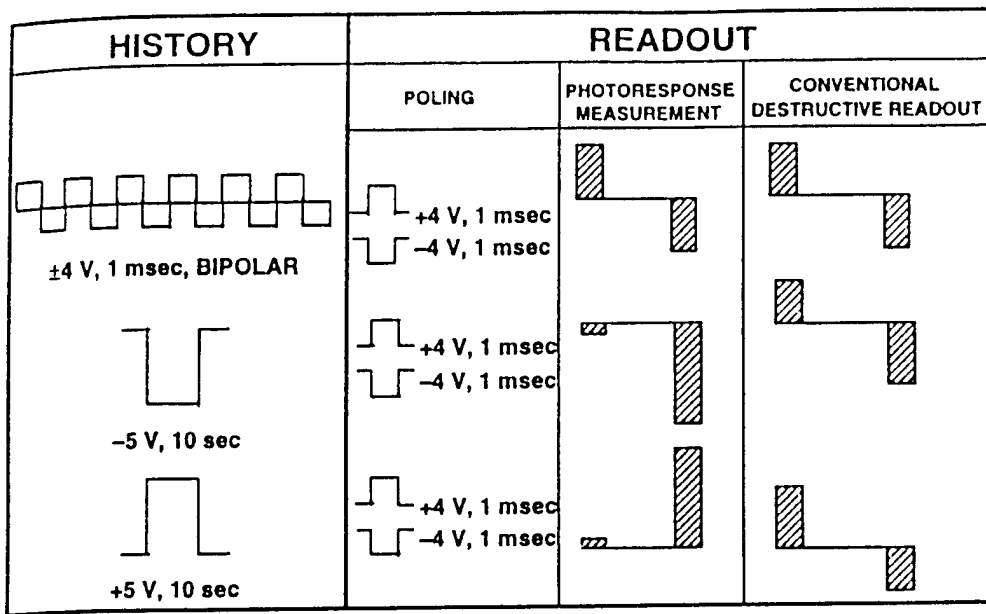 HISTORY
READOUT
POLING
PHOTORESPONSE
MEASUREMENT
CONVENTIONAL
DESTRUCTIVE READOUT
±4 V, 1 msec, BIPOLAR
+4 V, 1 msec
−4 V, 1 msec
−5 V, 10 sec
+4 V, 1 msec
−4 V, 1 msec
+5 V, 10 sec
+4 V, 1 msec
−4 V, 1 msec